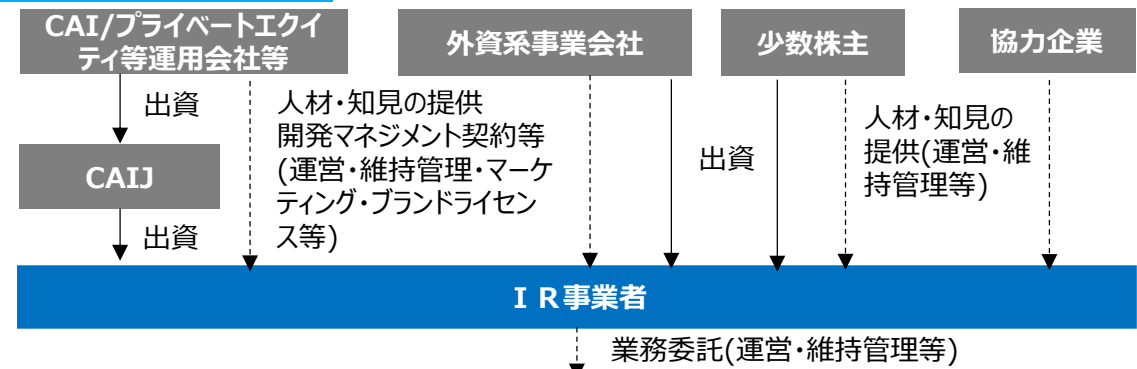 CAI/プライベートエクイ
ティ等運用会社等
外資系事業会社
少数株主
協力企業
出資
人材・知見の提供
開発マネジメント契約等
(運営・維持管理・マーケ
ティング・ブランドライセン
ス等)
出資
人材・知見の
提供(運営・維
持管理等)
CAIJ
出資
ＩＲ事業者
業務委託(運営・維持管理等)